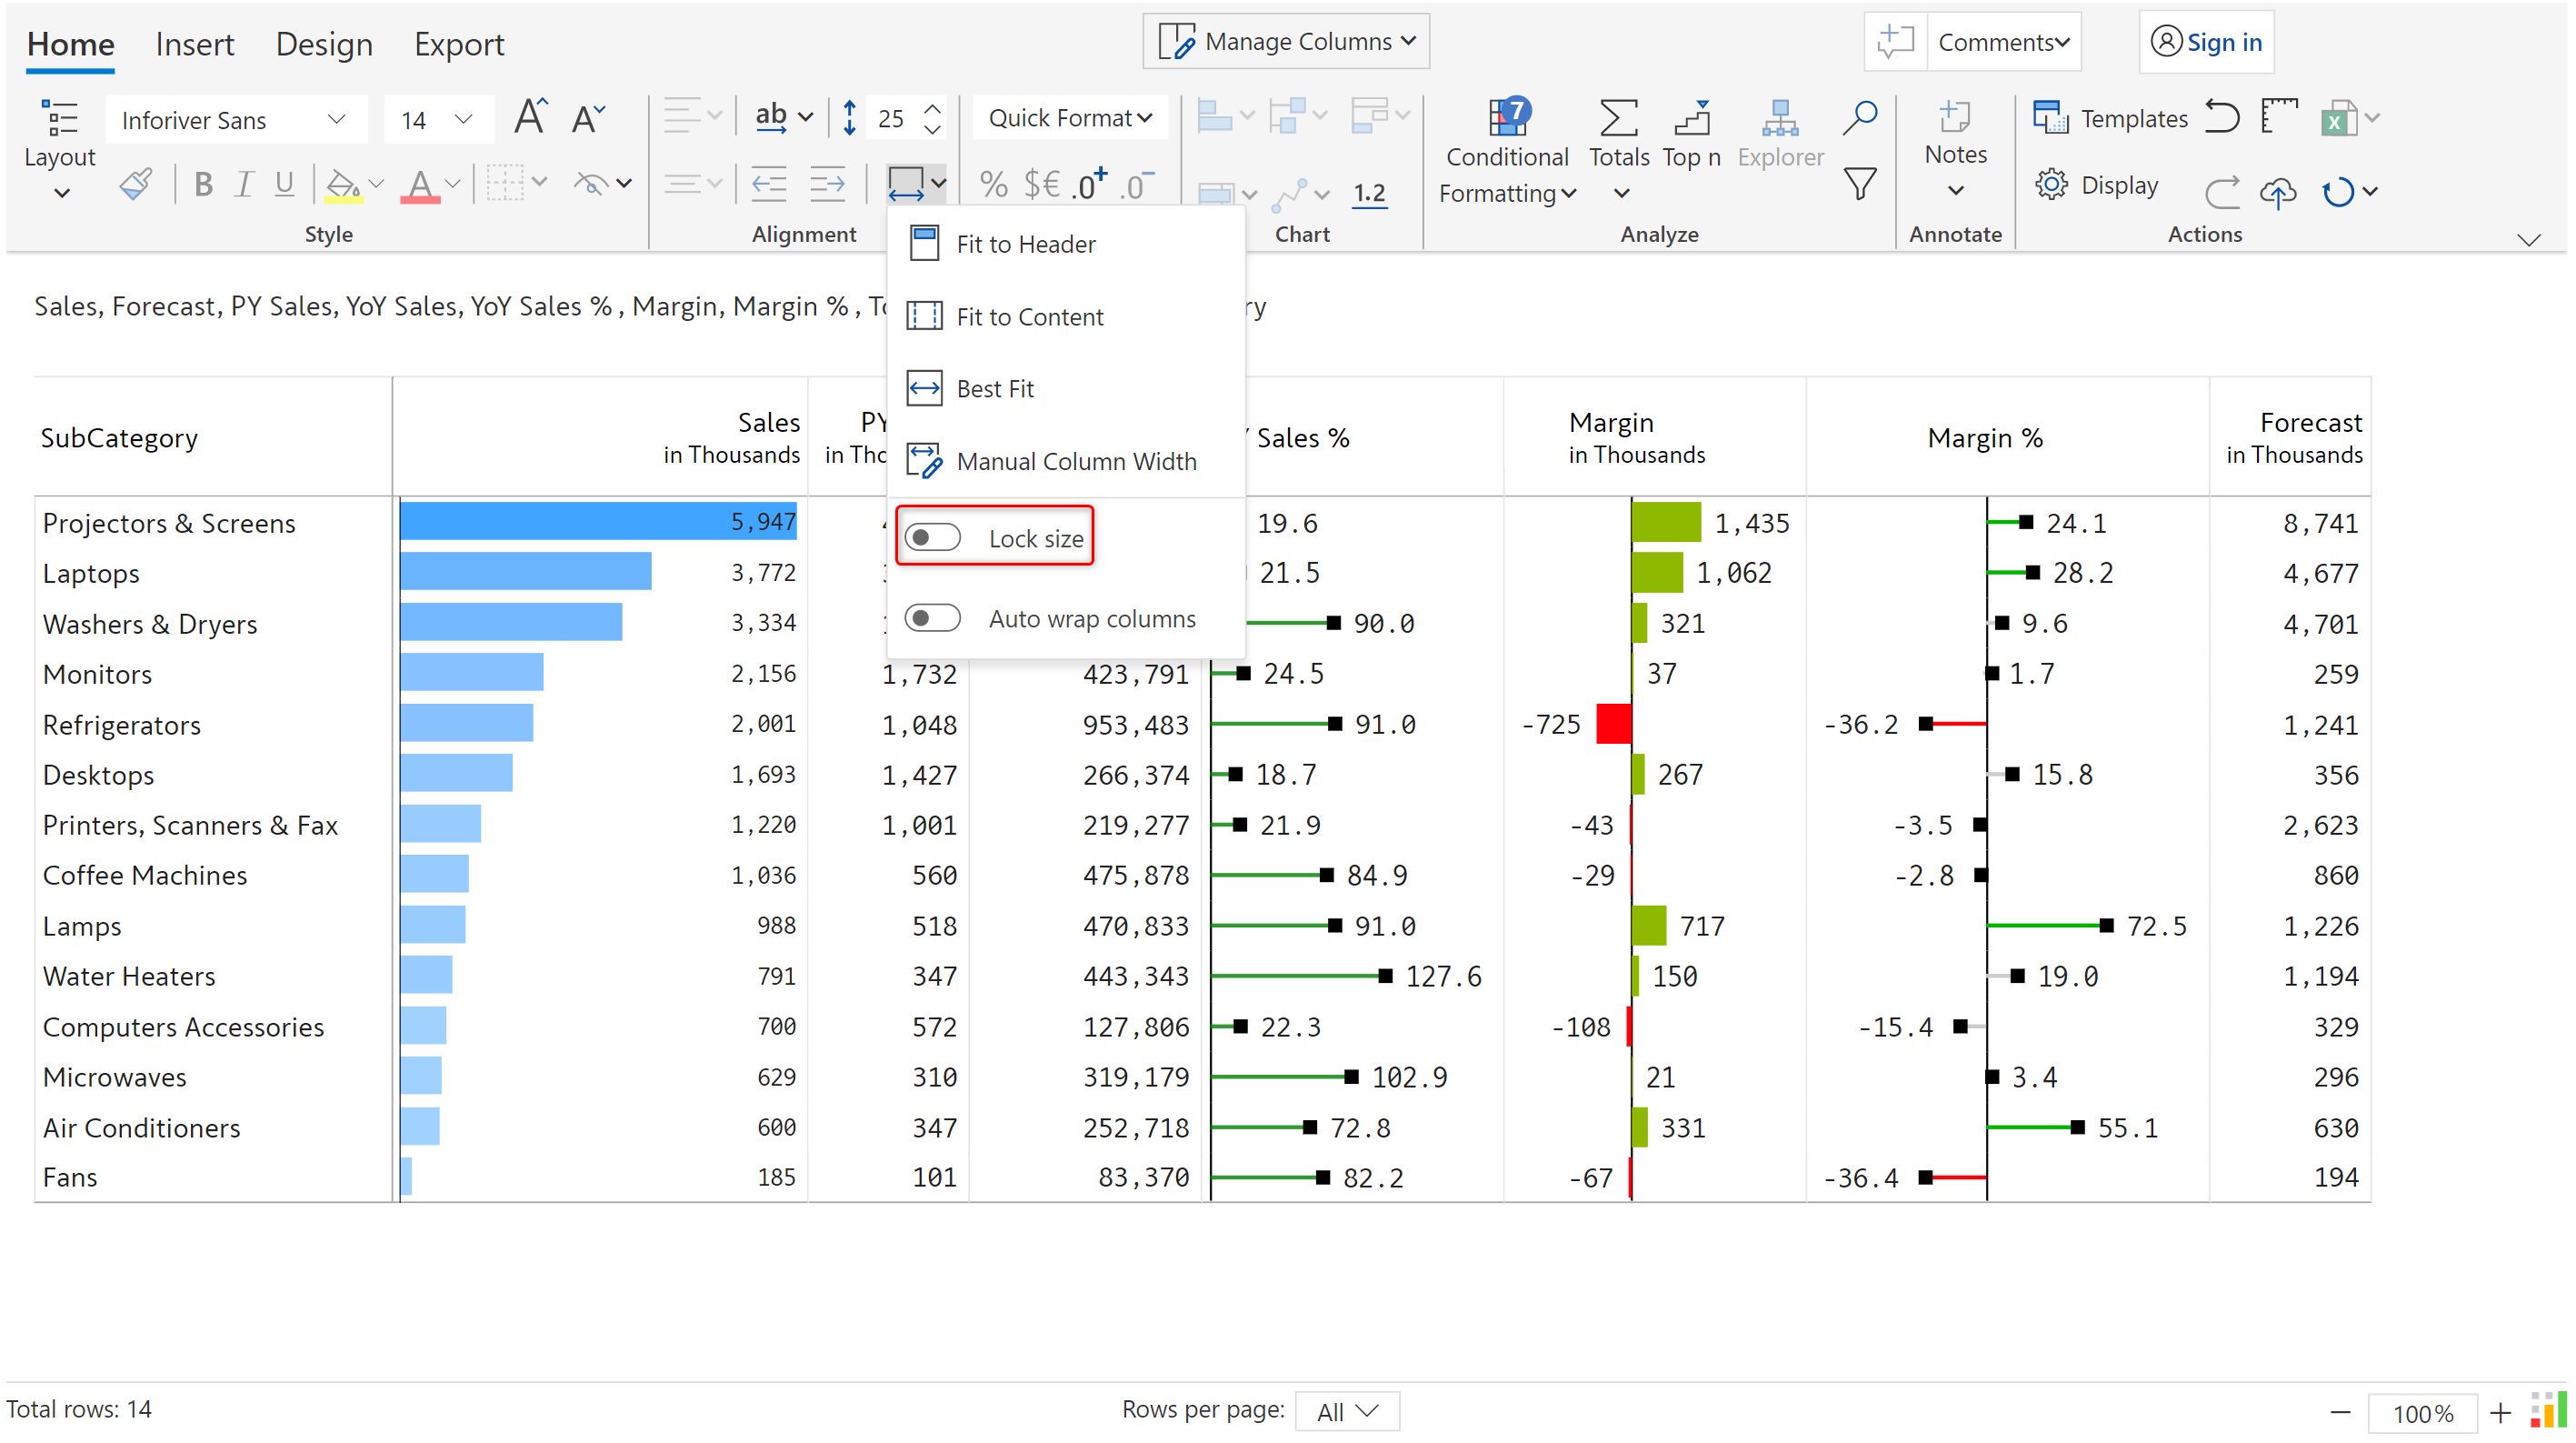 Home Insert Design Export Manage Columns Comments Sign in
Layout Inforiver Sans 14 A A ab 25 Quick Format Conditional Formatting 7 Totals Top n Explorer Notes Templates
B I U A % $€ .0+ .0- 1.2 Display
Style Alignment Chart Analyze Annotate Actions
Fit to Header
Fit to Content
Best Fit
Manual Column Width
Lock size
Auto wrap columns
Sales, Forecast, PY Sales, YoY Sales, YoY Sales %, Margin, Margin %,
SubCategory Sales in Thousands PY Sales % Margin in Thousands Margin % Forecast in Thousands
Projectors & Screens 5,947 19.6 1,435 24.1 8,741
Laptops 3,772 21.5 1,062 28.2 4,677
Washers & Dryers 3,334 90.0 321 9.6 4,701
Monitors 2,156 1,732 423,791 24.5 37 1.7 259
Refrigerators 2,001 1,048 953,483 91.0 -725 -36.2 1,241
Desktops 1,693 1,427 266,374 18.7 267 15.8 356
Printers, Scanners & Fax 1,220 1,001 219,277 21.9 -43 -3.5 2,623
Coffee Machines 1,036 560 475,878 84.9 -29 -2.8 860
Lamps 988 518 470,833 91.0 717 72.5 1,226
Water Heaters 791 347 443,343 127.6 150 19.0 1,194
Computers Accessories 700 572 127,806 22.3 -108 -15.4 329
Microwaves 629 310 319,179 102.9 21 3.4 296
Air Conditioners 600 347 252,718 72.8 331 55.1 630
Fans 185 101 83,370 82.2 -67 -36.4 194
Total rows: 14 Rows per page: All 100%